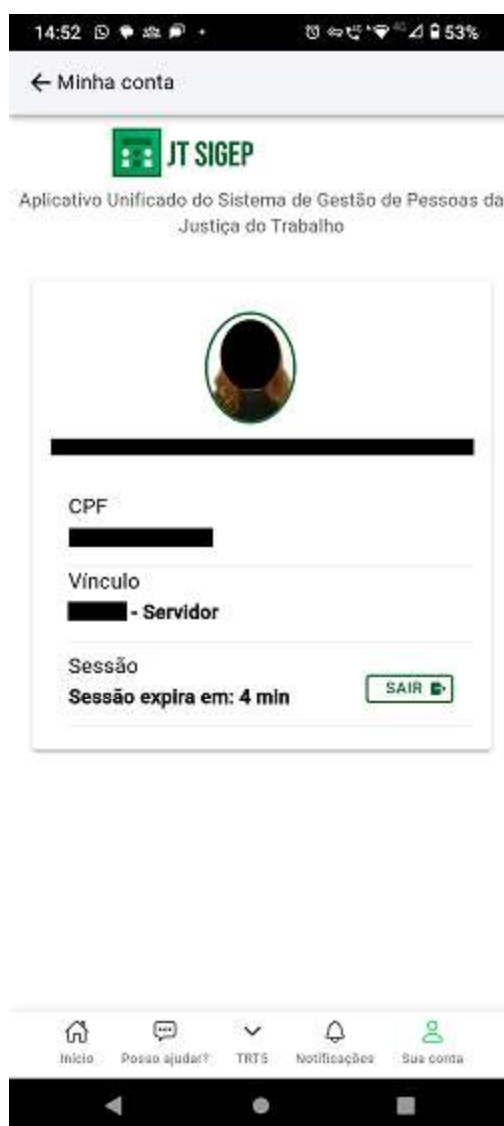 14:52
53%
Minha conta
JT SIGEP
Aplicativo Unificado do Sistema de Gestão de Pessoas da
Justiça do Trabalho
CPF
Vínculo
- Servidor
Sessão
Sessão expira em: 4 min
SAIR
Início
Posso ajudar?
TRT5
Notificações
Sua conta